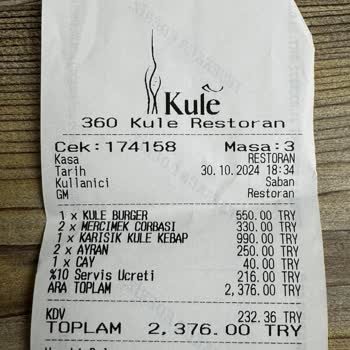 Kule
360 Kule Restoran
Cek:174158 Masa:3
Kasa RESTORAN
Tarih 30.10.2024 18:34
Kullanici Saban
GM Restoran
1 x KULE BURGER 550.00 TRY
2 x MERCIMEK CORBASI 330.00 TRY
1 x KARISIK KULE KEBAP 990.00 TRY
2 x AYRAN 250.00 TRY
1 x CAY 40.00 TRY
%10 Servis Ucreti 216.00 TRY
ARA TOPLAM 2,376.00 TRY
KDV 232.36 TRY
TOPLAM 2,376.00 TRY